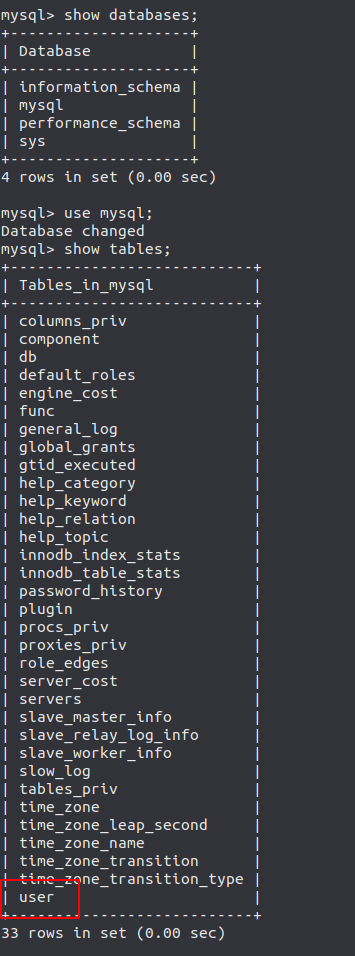 mysql> show databases;
+--------------------+
| Database           |
+--------------------+
| information_schema |
| mysql              |
| performance_schema |
| sys                |
+--------------------+
4 rows in set (0.00 sec)

mysql> use mysql;
Database changed
mysql> show tables;
+---------------------------+
| Tables_in_mysql           |
+---------------------------+
| columns_priv              |
| component                 |
| db                        |
| default_roles             |
| engine_cost               |
| func                      |
| general_log               |
| global_grants             |
| gtid_executed             |
| help_category             |
| help_keyword              |
| help_relation             |
| help_topic                |
| innodb_index_stats        |
| innodb_table_stats        |
| password_history          |
| plugin                    |
| procs_priv                |
| proxies_priv              |
| role_edges                |
| server_cost               |
| servers                   |
| slave_master_info         |
| slave_relay_log_info      |
| slave_worker_info         |
| slow_log                  |
| tables_priv               |
| time_zone                 |
| time_zone_leap_second     |
| time_zone_name            |
| time_zone_transition      |
| time_zone_transition_type |
| user                      |
+---------------------------+
33 rows in set (0.00 sec)